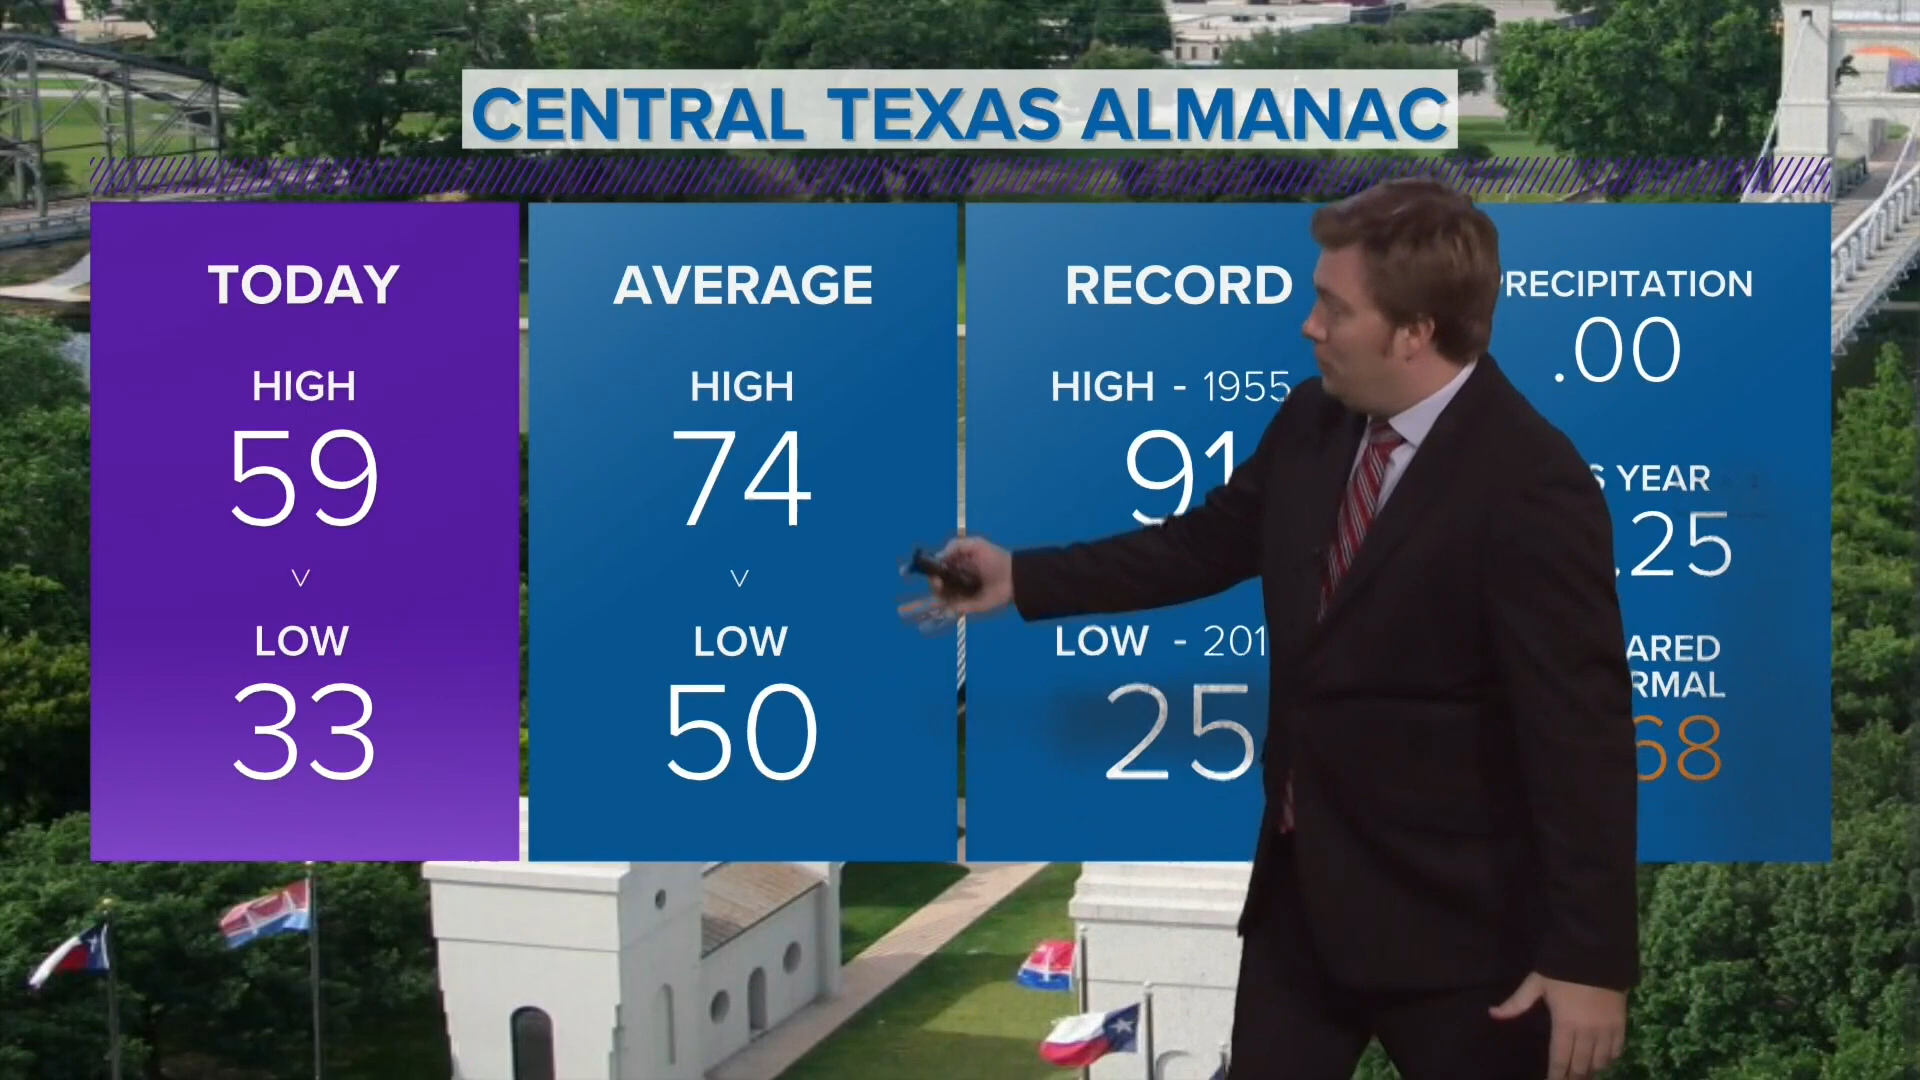 CENTRAL TEXAS ALMANAC
TODAY
HIGH
59
LOW
33
AVERAGE
HIGH
74
LOW
50
RECORD
HIGH - 1955
91
LOW - 201
25
RECIPITATION
.00
S YEAR
.25
ARED
RMAL
68